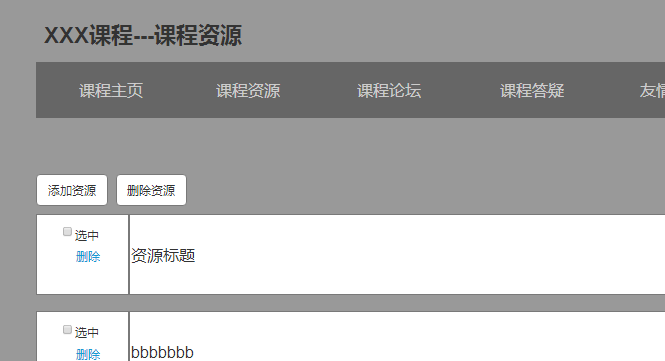 XXX课程---课程资源
课程主页 课程资源 课程论坛 课程答疑 友情
添加资源 删除资源
选中
删除
资源标题
选中
删除
bbbbbbb